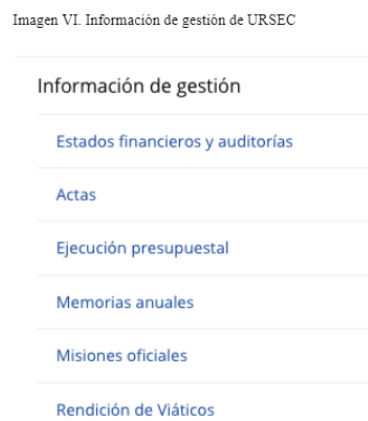 Imagen VI. Información de gestión de URSEC
Información de gestión
Estados financieros y auditorías
Actas
Ejecución presupuestal
Memorias anuales
Misiones oficiales
Rendición de Viáticos